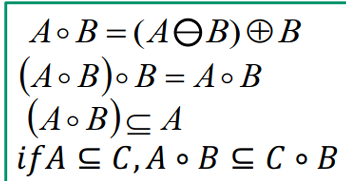 A∘B=(A⊖B)⊕B
(A∘B)∘B=A∘B
(A∘B)⊆A
if A ⊆ C, A ∘ B ⊆ C ∘ B